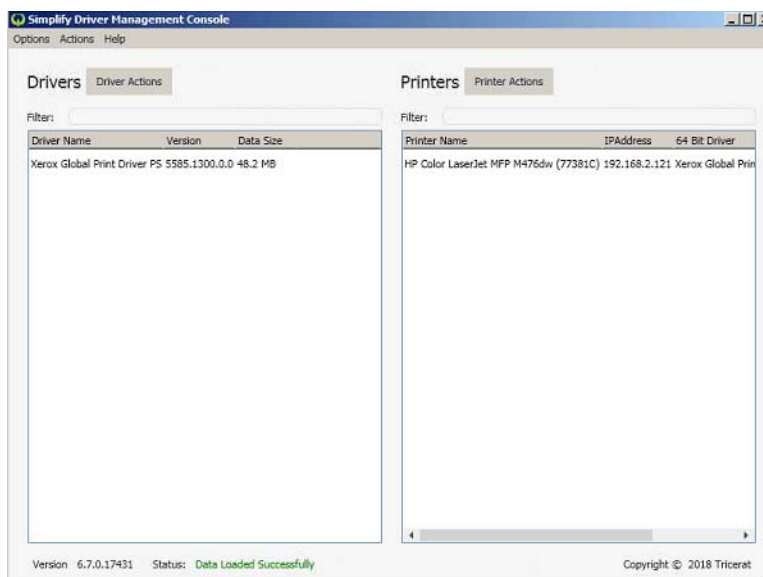 Simplify Driver Management Console
Options Actions Help
Drivers Driver Actions
Filter:
Driver Name Version Data Size
Xerox Global Print Driver PS 5585.1300.0.0 48.2 MB
Printers Printer Actions
Filter:
Printer Name IPAddress 64 Bit Driver
HP Color LaserJet MFP M476dw (77381C) 192.168.2.121 Xerox Global Prin
Version 6.7.0.17431 Status: Data Loaded Successfully
Copyright © 2018 Tricerat